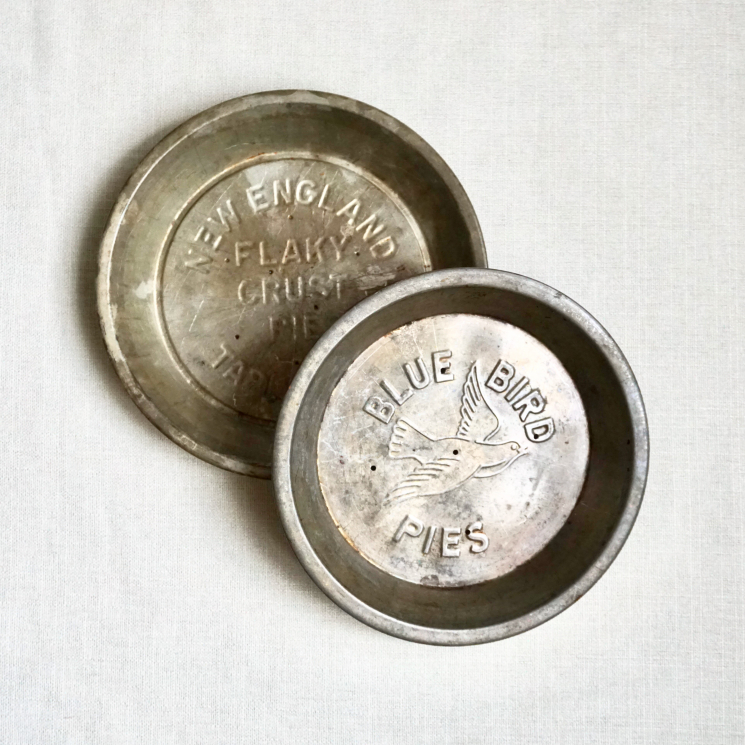 NEW ENGLAND
FLAKY
CRUST
PIE
BLUE BIRD
PIES